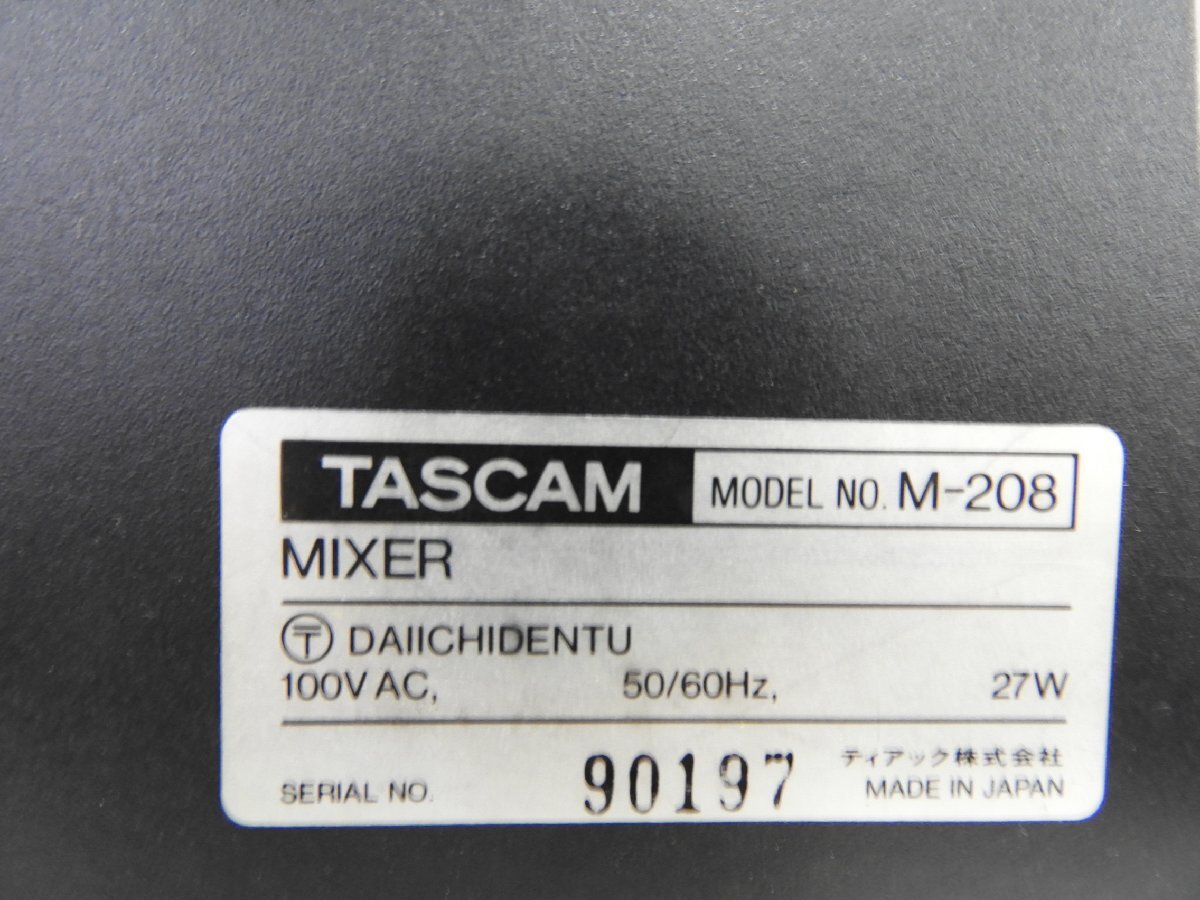 TASCAM MODEL NO. M-208
MIXER
〶 DAIICHIDENTU
100V AC, 50/60Hz, 27W
ティアック株式会社
SERIAL NO. 90197 MADE IN JAPAN